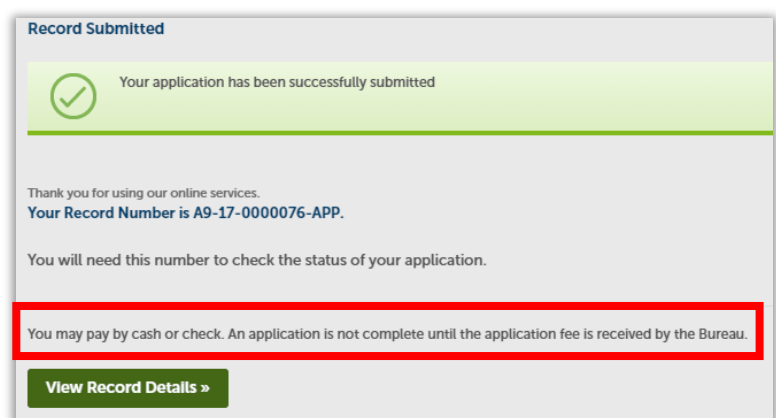 Record Submitted
Your application has been successfully submitted
Thank you for using our online services.
Your Record Number is A9-17-0000076-APP.
You will need this number to check the status of your application.
You may pay by cash or check. An application is not complete until the application fee is received by the Bureau.
View Record Details »